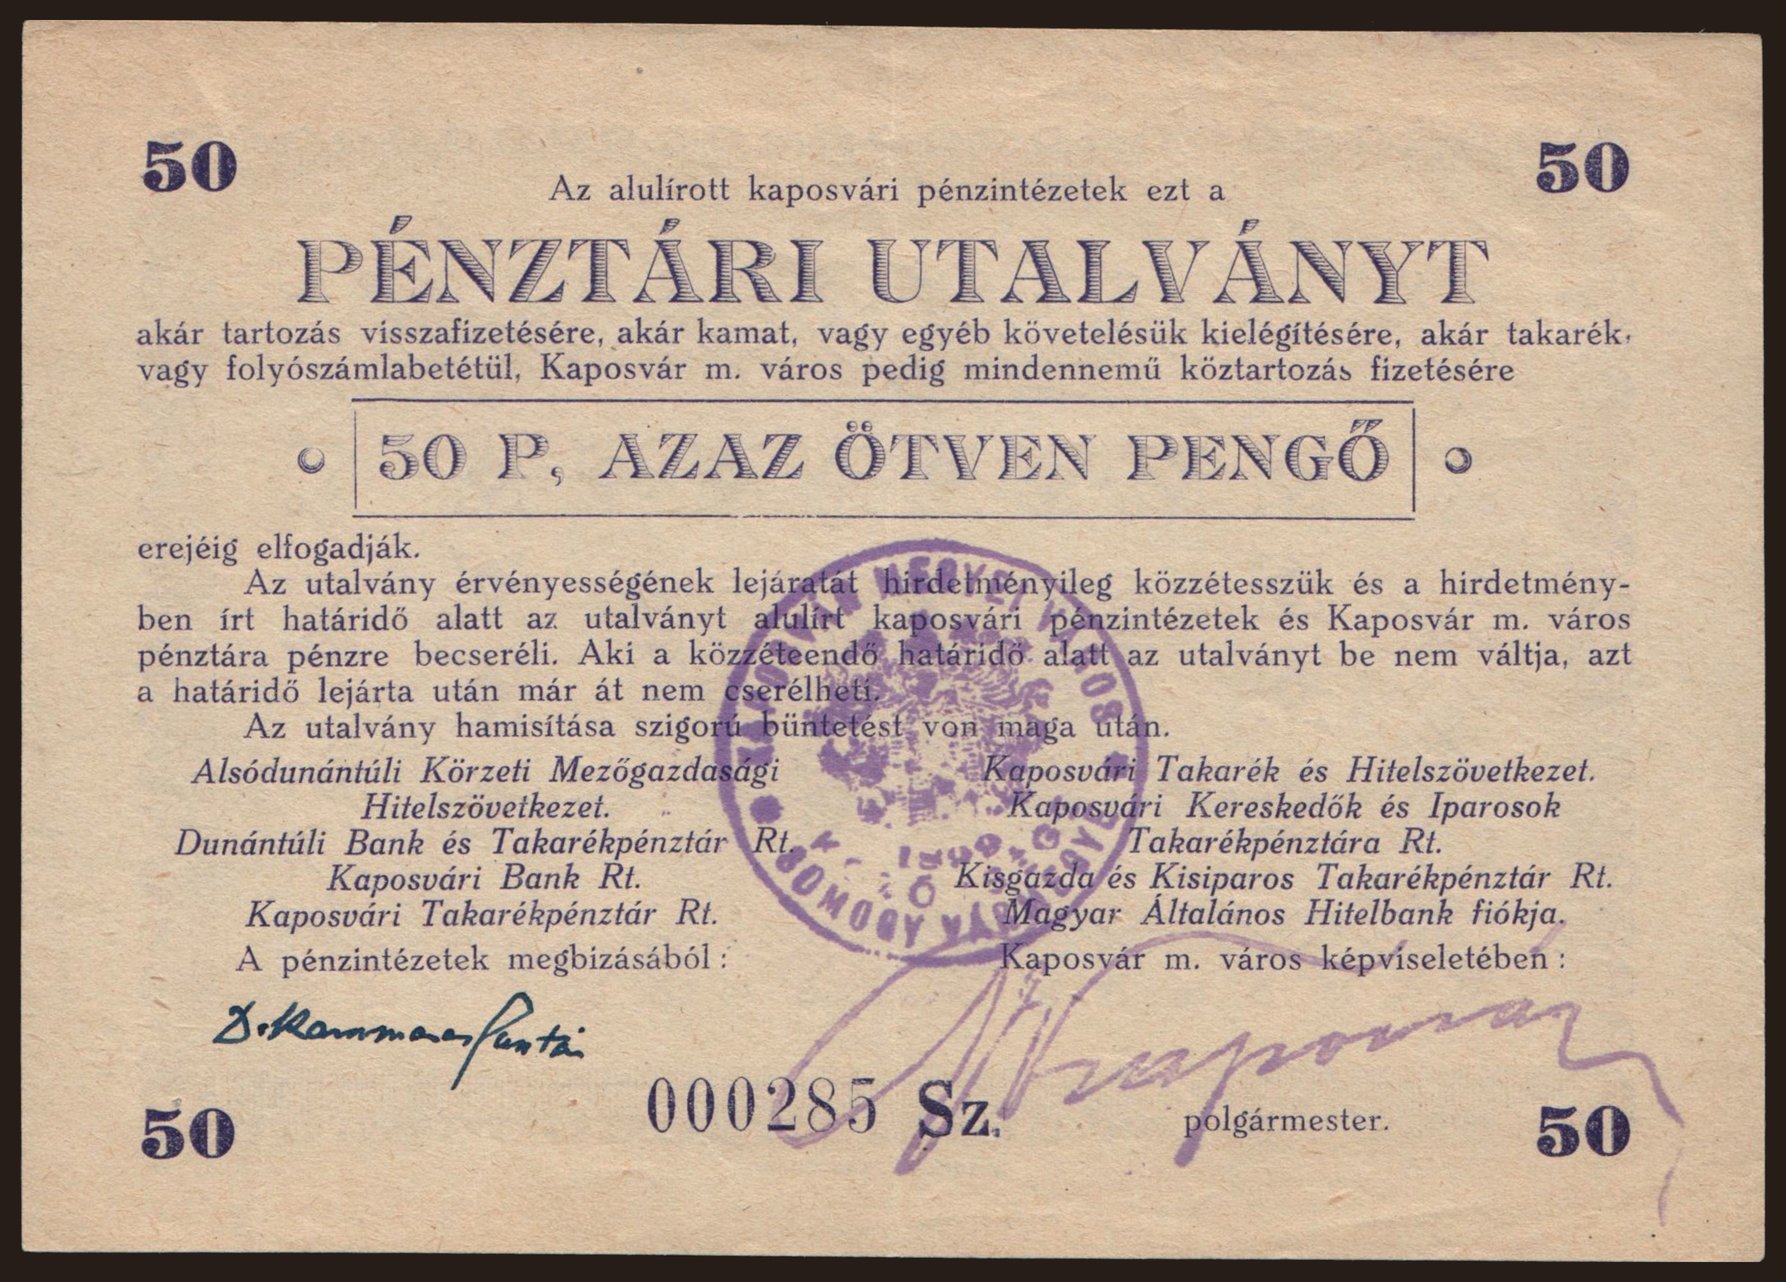 50 50
Az alulírott kaposvári pénzintézetek ezt a
PÉNZTÁRI UTALVÁNYT
akár tartozás visszafizetésére, akár kamat, vagy egyéb követelésük kielégítésére, akár takarék-
vagy folyószámlabetétül, Kaposvár m. város pedig mindennemű köztartozás fizetésére
50 P, AZAZ ÖTVEN PENGŐ
erejéig elfogadják.
Az utalvány érvényességének lejáratát hirdetményileg közzétesszük és a hirdetmény-
ben írt határidő alatt az utalványt alulírt kaposvári pénzintézetek és Kaposvár m. város
pénztára pénzre becseréli. Aki a közzéteendő határidő alatt az utalványt be nem váltja, azt
a határidő lejárta után már át nem cserélheti.
Az utalvány hamisítása szigorú büntetést von maga után.
Alsódunántúli Körzeti Mezőgazdasági
Hitelszövetkezet.
Dunántúli Bank és Takarékpénztár Rt.
Kaposvári Bank Rt.
Kaposvári Takarékpénztár Rt.
A pénzintézetek megbizásából:
Kaposvári Takarék és Hitelszövetkezet.
Kaposvári Kereskedők és Iparosok
Takarékpénztára Rt.
Kisgazda és Kisiparos Takarékpénztár Rt.
Magyar Általános Hitelbank fiókja.
Kaposvár m. város képviseletében:
KAPOSVÁR MEGYEI VÁROS
SOMOGY VÁRMEGYE
000285 Sz.
polgármester.
50 50